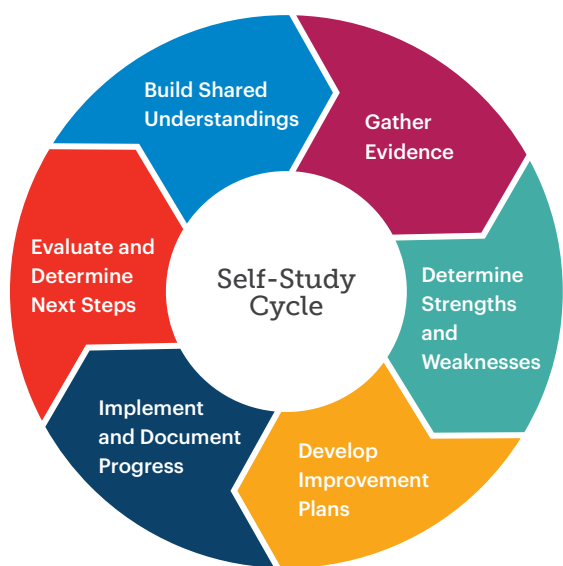 Build Shared
Understandings
Gather
Evidence
Determine
Strengths
and
Weaknesses
Develop
Improvement
Plans
Implement
and Document
Progress
Evaluate and
Determine
Next Steps
Self-Study
Cycle